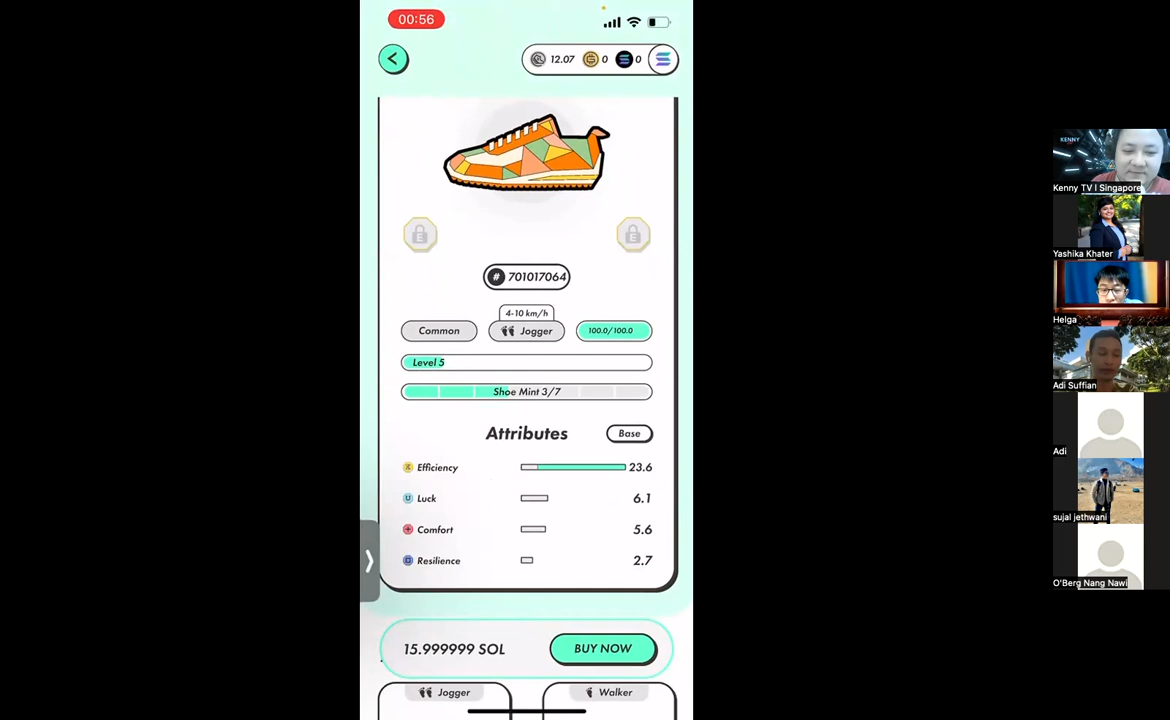 00:56
12.07 0 0
E E
# 701017064
4-10 km/h
Common Jogger 100.0/100.0
Level 5
Shoe Mint 3/7
Attributes Base
Efficiency 23.6
Luck 6.1
Comfort 5.6
Resilience 2.7
15.999999 SOL BUY NOW
Jogger Walker
KENNY
Kenny TV I Singapore
Yashika Khater
Helga
Adi Suffian
Adi
sujal jethwani
O'Berg Nang Nawi